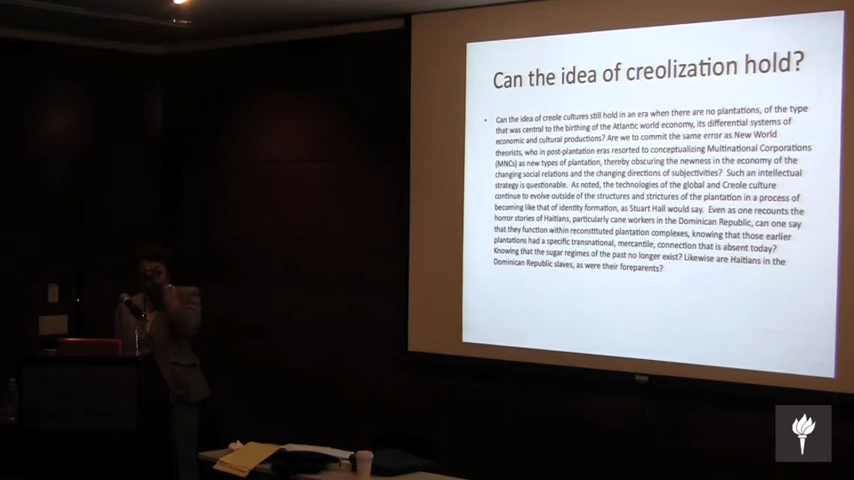 Can the idea of creolization hold?
• Can the idea of creole cultures still hold in an era when there are no plantations, of the type
that was central to the birthing of the Atlantic world economy, its differential systems of
economic and cultural productions? Are we to commit the same error as New World
theorists, who in post-plantation eras resorted to conceptualizing Multinational Corporations
(MNCs) as new types of plantation, thereby obscuring the newness in the economy of the
changing social relations and the changing directions of subjectivities? Such an intellectual
strategy is questionable. As noted, the technologies of the global and Creole culture
continue to evolve outside of the structures and strictures of the plantation in a process of
becoming like that of identity formation, as Stuart Hall would say. Even as one recounts the
horror stories of Haitians, particularly cane workers in the Dominican Republic, can one say
that they function within reconstituted plantation complexes, knowing that those earlier
plantations had a specific transnational, mercantile, connection that is absent today?
Knowing that the sugar regimes of the past no longer exist? Likewise are Haitians in the
Dominican Republic slaves, as were their foreparents?